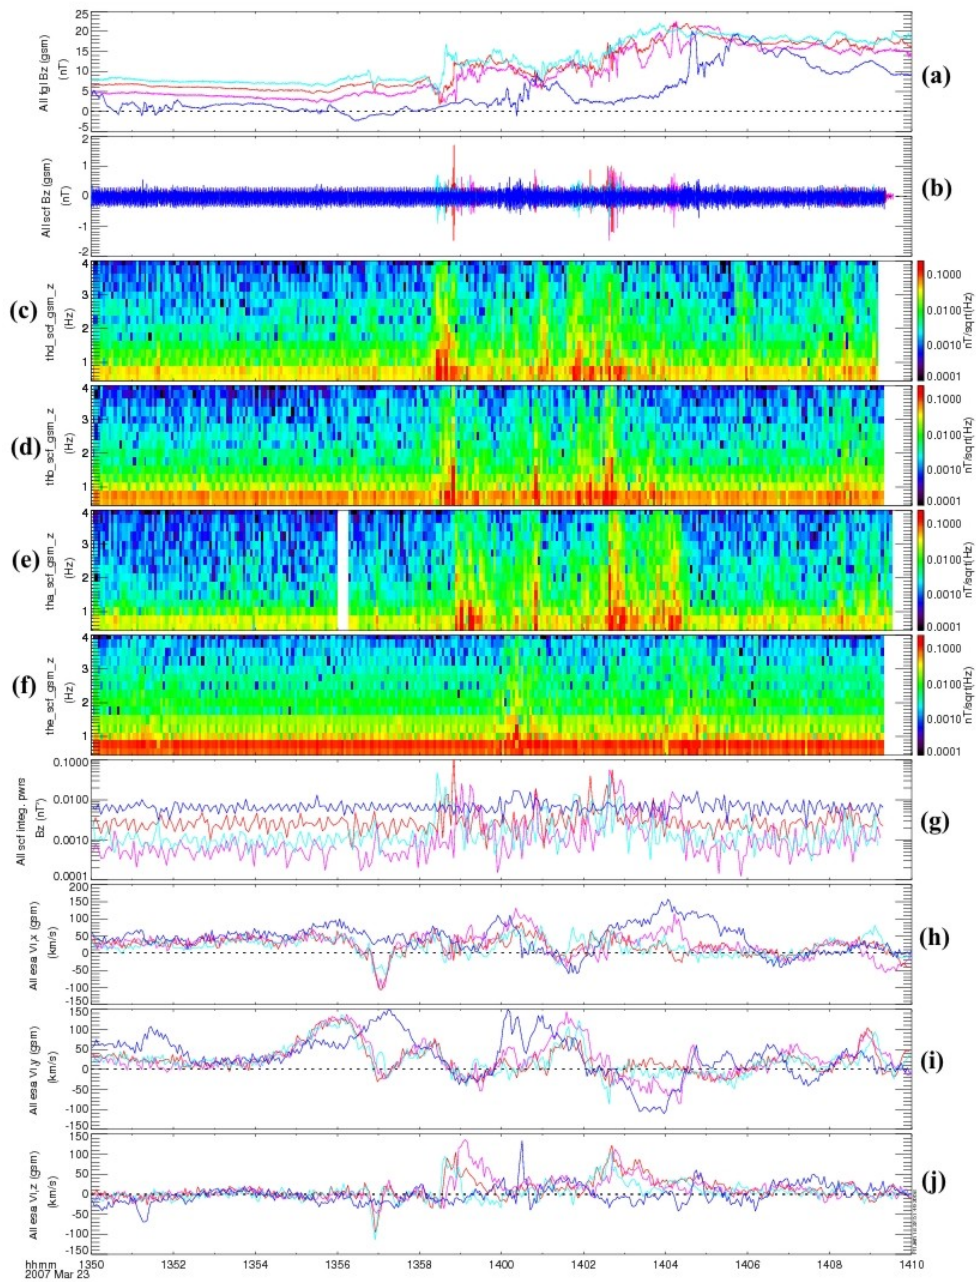 All fgl Bz (gsm)
(nT)
25
20
15
10
5
0
-5
(a)
All scf Bz (gsm)
(nT)
2
1
0
-1
-2
(b)
(c)
thd_scf_gsm_z
(Hz)
4
3
2
1
0.1000
0.0100
0.0010
0.0001
nT/sqrt(Hz)
(d)
thb_scf_gsm_z
(Hz)
4
3
2
1
0.1000
0.0100
0.0010
0.0001
nT/sqrt(Hz)
(e)
tha_scf_gsm_z
(Hz)
4
3
2
1
0.1000
0.0100
0.0010
0.0001
nT/sqrt(Hz)
(f)
the_scf_gsm_z
(Hz)
4
3
2
1
0.1000
0.0100
0.0010
0.0001
nT/sqrt(Hz)
All scf integ. pwrs
Bz (nT²)
0.1000
0.0100
0.0010
0.0001
(g)
All esa Vi,x (gsm)
(km/s)
200
150
100
50
0
-50
-100
-150
(h)
All esa Vi,y (gsm)
(km/s)
150
100
50
0
-50
-100
-150
(i)
All esa Vi,z (gsm)
(km/s)
150
100
50
0
-50
-100
-150
(j)
hhmm 1350 1352 1354 1356 1358 1400 1402 1404 1406 1408 1410
2007 Mar 23